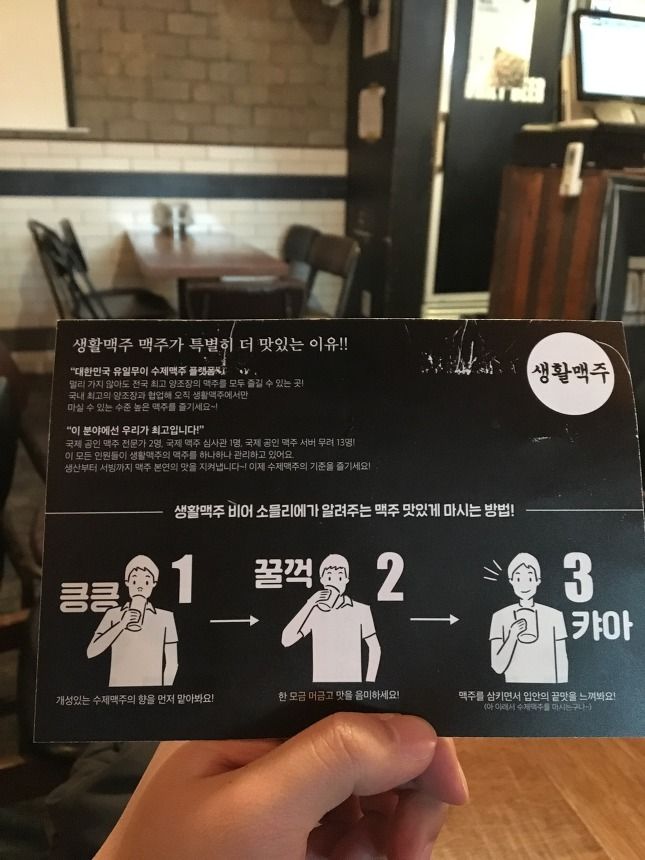 생활맥주 맥주가 특별히 더 맛있는 이유!!
생활맥주
"대한민국 유일무이 수제맥주 플랫폼"
멀리 가지 않아도 전국 최고 양조장의 맥주를 모두 즐길 수 있는 곳!
국내 최고의 양조장과 협업해 오직 생활맥주에서만
마실 수 있는 수준 높은 맥주를 즐기세요~!
"이 분야에선 우리가 최고입니다!"
국제 공인 맥주 전문가 2명, 국제 맥주 심사관 1명, 국제 공인 맥주 서버 무려 13명!
이 모든 인원들이 생활맥주의 맥주를 하나하나 관리하고 있어요.
생산부터 서빙까지 맥주 본연의 맛을 지켜냅니다~! 이제 수제맥주의 기준을 즐기세요!
생활맥주 비어 소믈리에가 알려주는 맥주 맛있게 마시는 방법!
킁킁 1
꿀꺽 2
3 캬아
개성있는 수제맥주의 향을 먼저 맡아봐요!
한 모금 머금고 맛을 음미하세요!
맥주를 삼키면서 입안의 끝맛을 느껴봐요!
(아 이래서 수제맥주를 마시는구나~)
BEER